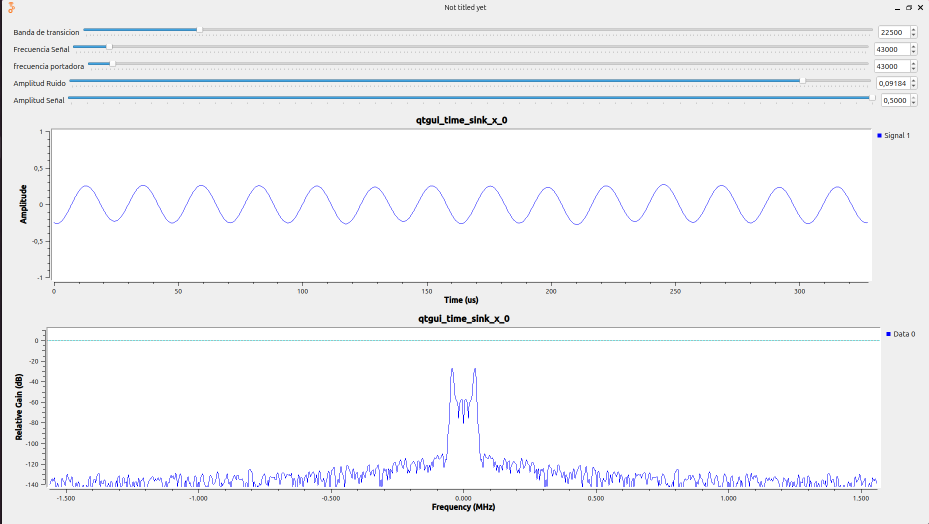 Not titled yet
Banda de transicion 22500
Frecuencia Señal 43000
frecuencia portadora 43000
Amplitud Ruido 0,09184
Amplitud Señal 0,5000
qtgui_time_sink_x_0
Signal 1
1
0,5
0
-0,5
-1
Amplitude
0 50 100 150 200 250 300
Time (us)
qtgui_time_sink_x_0
Data 0
0
-20
-40
-60
-80
-100
-120
-140
Relative Gain (dB)
-1.500 -1.000 -0.500 0.000 0.500 1.000 1.500
Frequency (MHz)